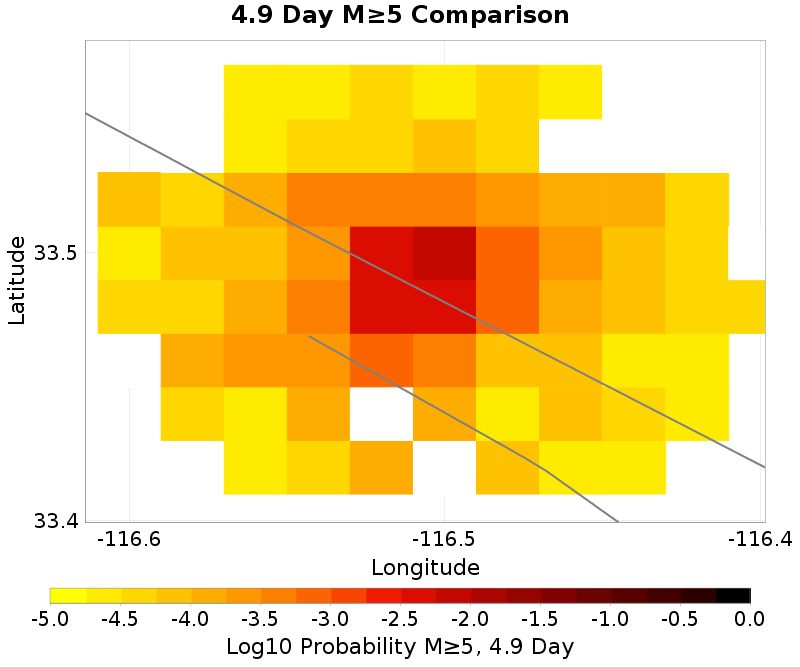 4.9 Day M≥5 Comparison
Latitude
33.5
33.4
-116.6 -116.5 -116.4
Longitude
-5.0 -4.5 -4.0 -3.5 -3.0 -2.5 -2.0 -1.5 -1.0 -0.5 0.0
Log10 Probability M≥5, 4.9 Day